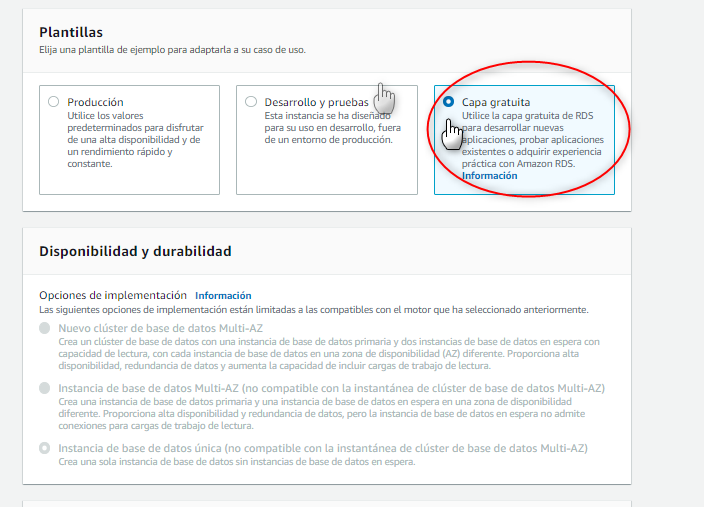 Plantillas
Elija una plantilla de ejemplo para adaptarla a su caso de uso.
Producción
Utilice los valores
predeterminados para disfrutar
de una alta disponibilidad y de
un rendimiento rápido y
constante.
Desarrollo y pruebas
Esta instancia se ha diseñado
para su uso en desarrollo, fuera
de un entorno de producción.
Capa gratuita
Utilice la capa gratuita de RDS
para desarrollar nuevas
aplicaciones, probar aplicaciones
existentes o adquirir experiencia
práctica con Amazon RDS.
Información
Disponibilidad y durabilidad
Opciones de implementación Información
Las siguientes opciones de implementación están limitadas a las compatibles con el motor que ha seleccionado anteriormente.
Nuevo clúster de base de datos Multi-AZ
Crea un clúster de base de datos con una instancia de base de datos primaria y dos instancias de base de datos en espera con
capacidad de lectura, con cada instancia de base de datos en una zona de disponibilidad (AZ) diferente. Proporciona alta
disponibilidad, redundancia de datos y aumenta la capacidad de incluir cargas de trabajo de lectura.
Instancia de base de datos Multi-AZ (no compatible con la instantánea de clúster de base de datos Multi-AZ)
Crea una instancia de base de datos primaria y una instancia de base de datos en espera en una zona de disponibilidad
diferente. Proporciona alta disponibilidad y redundancia de datos, pero la instancia de base de datos en espera no admite
conexiones para cargas de trabajo de lectura.
Instancia de base de datos única (no compatible con la instantánea de clúster de base de datos Multi-AZ)
Crea una sola instancia de base de datos sin instancias de base de datos en espera.